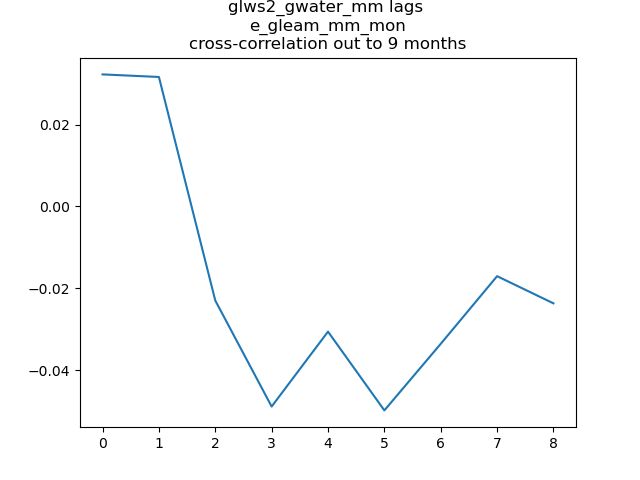 glws2_gwater_mm lags
e_gleam_mm_mon
cross-correlation out to 9 months
0.02
0.00
−0.02
−0.04
0 1 2 3 4 5 6 7 8